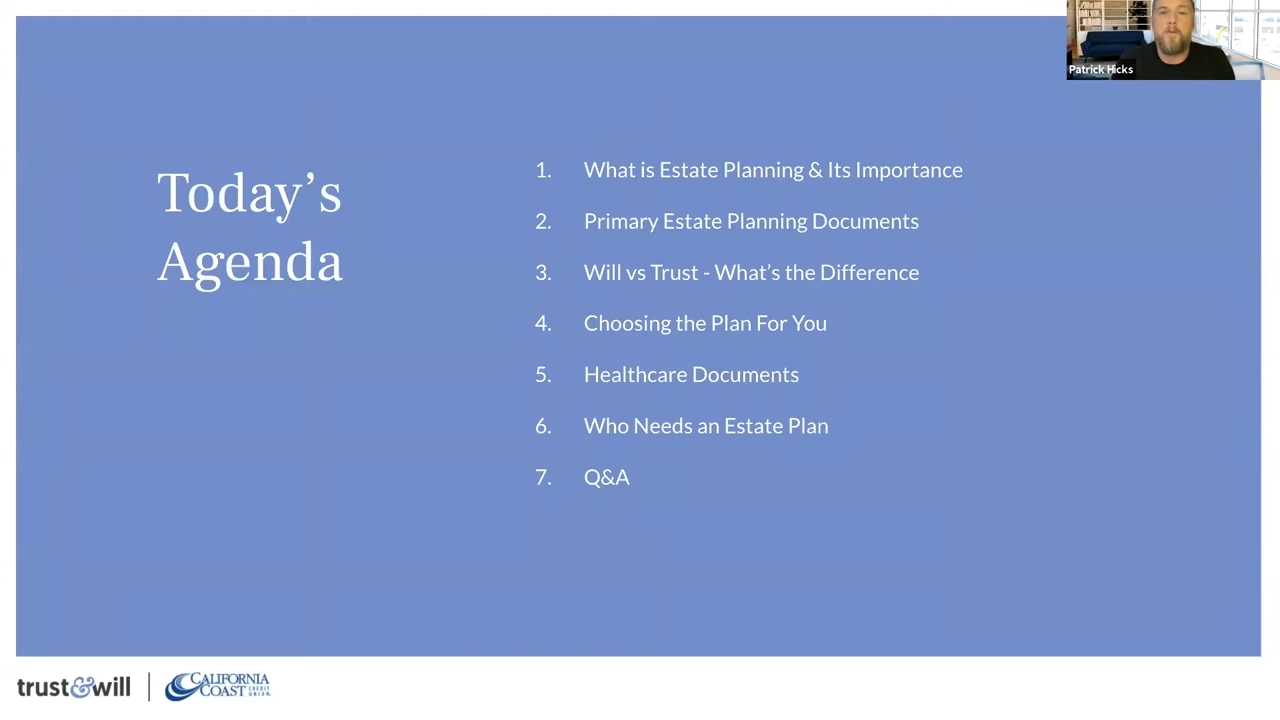 Patrick Hicks
Today’s
Agenda
1. What is Estate Planning & Its Importance
2. Primary Estate Planning Documents
3. Will vs Trust - What’s the Difference
4. Choosing the Plan For You
5. Healthcare Documents
6. Who Needs an Estate Plan
7. Q&A
trust&will
CALIFORNIA
COAST CREDIT UNION